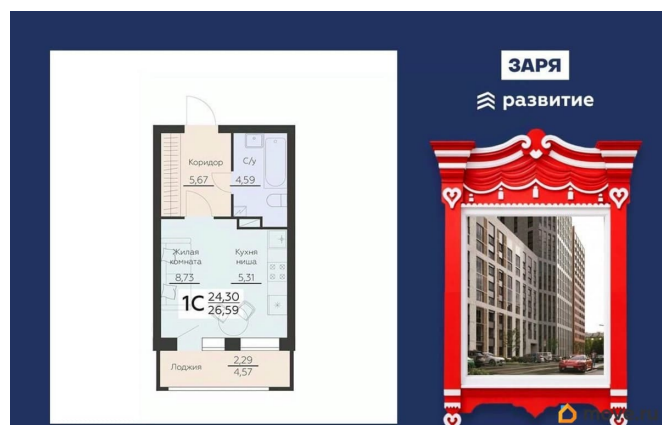 ЗАРЯ
развитие
Коридор
5,67
С/у
4,59
Жилая
комната
8,73
Кухня
ниша
5,31
1С 24,30
26,59
Лоджия
2,29
4,57